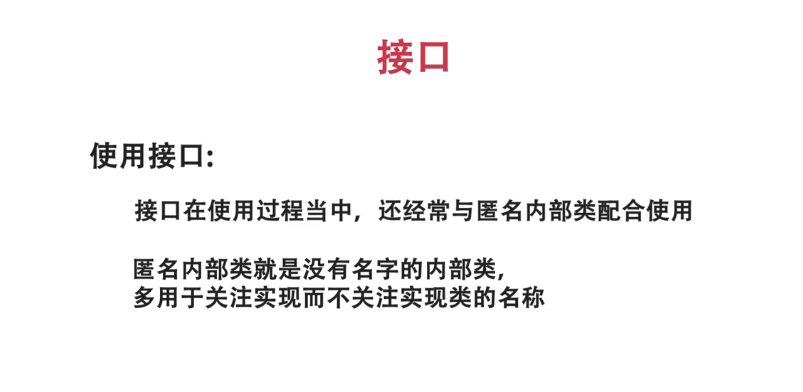 接口
使用接口:
接口在使用过程当中，还经常与匿名内部类配合使用
匿名内部类就是没有名字的内部类，
多用于关注实现而不关注实现类的名称